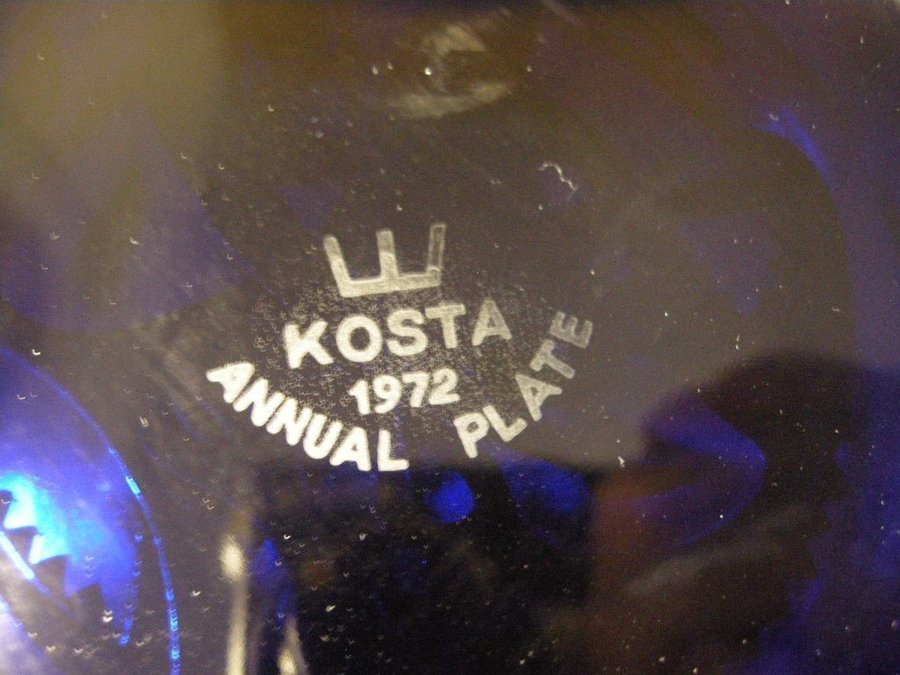 KOSTA
1972
ANNUAL PLATE